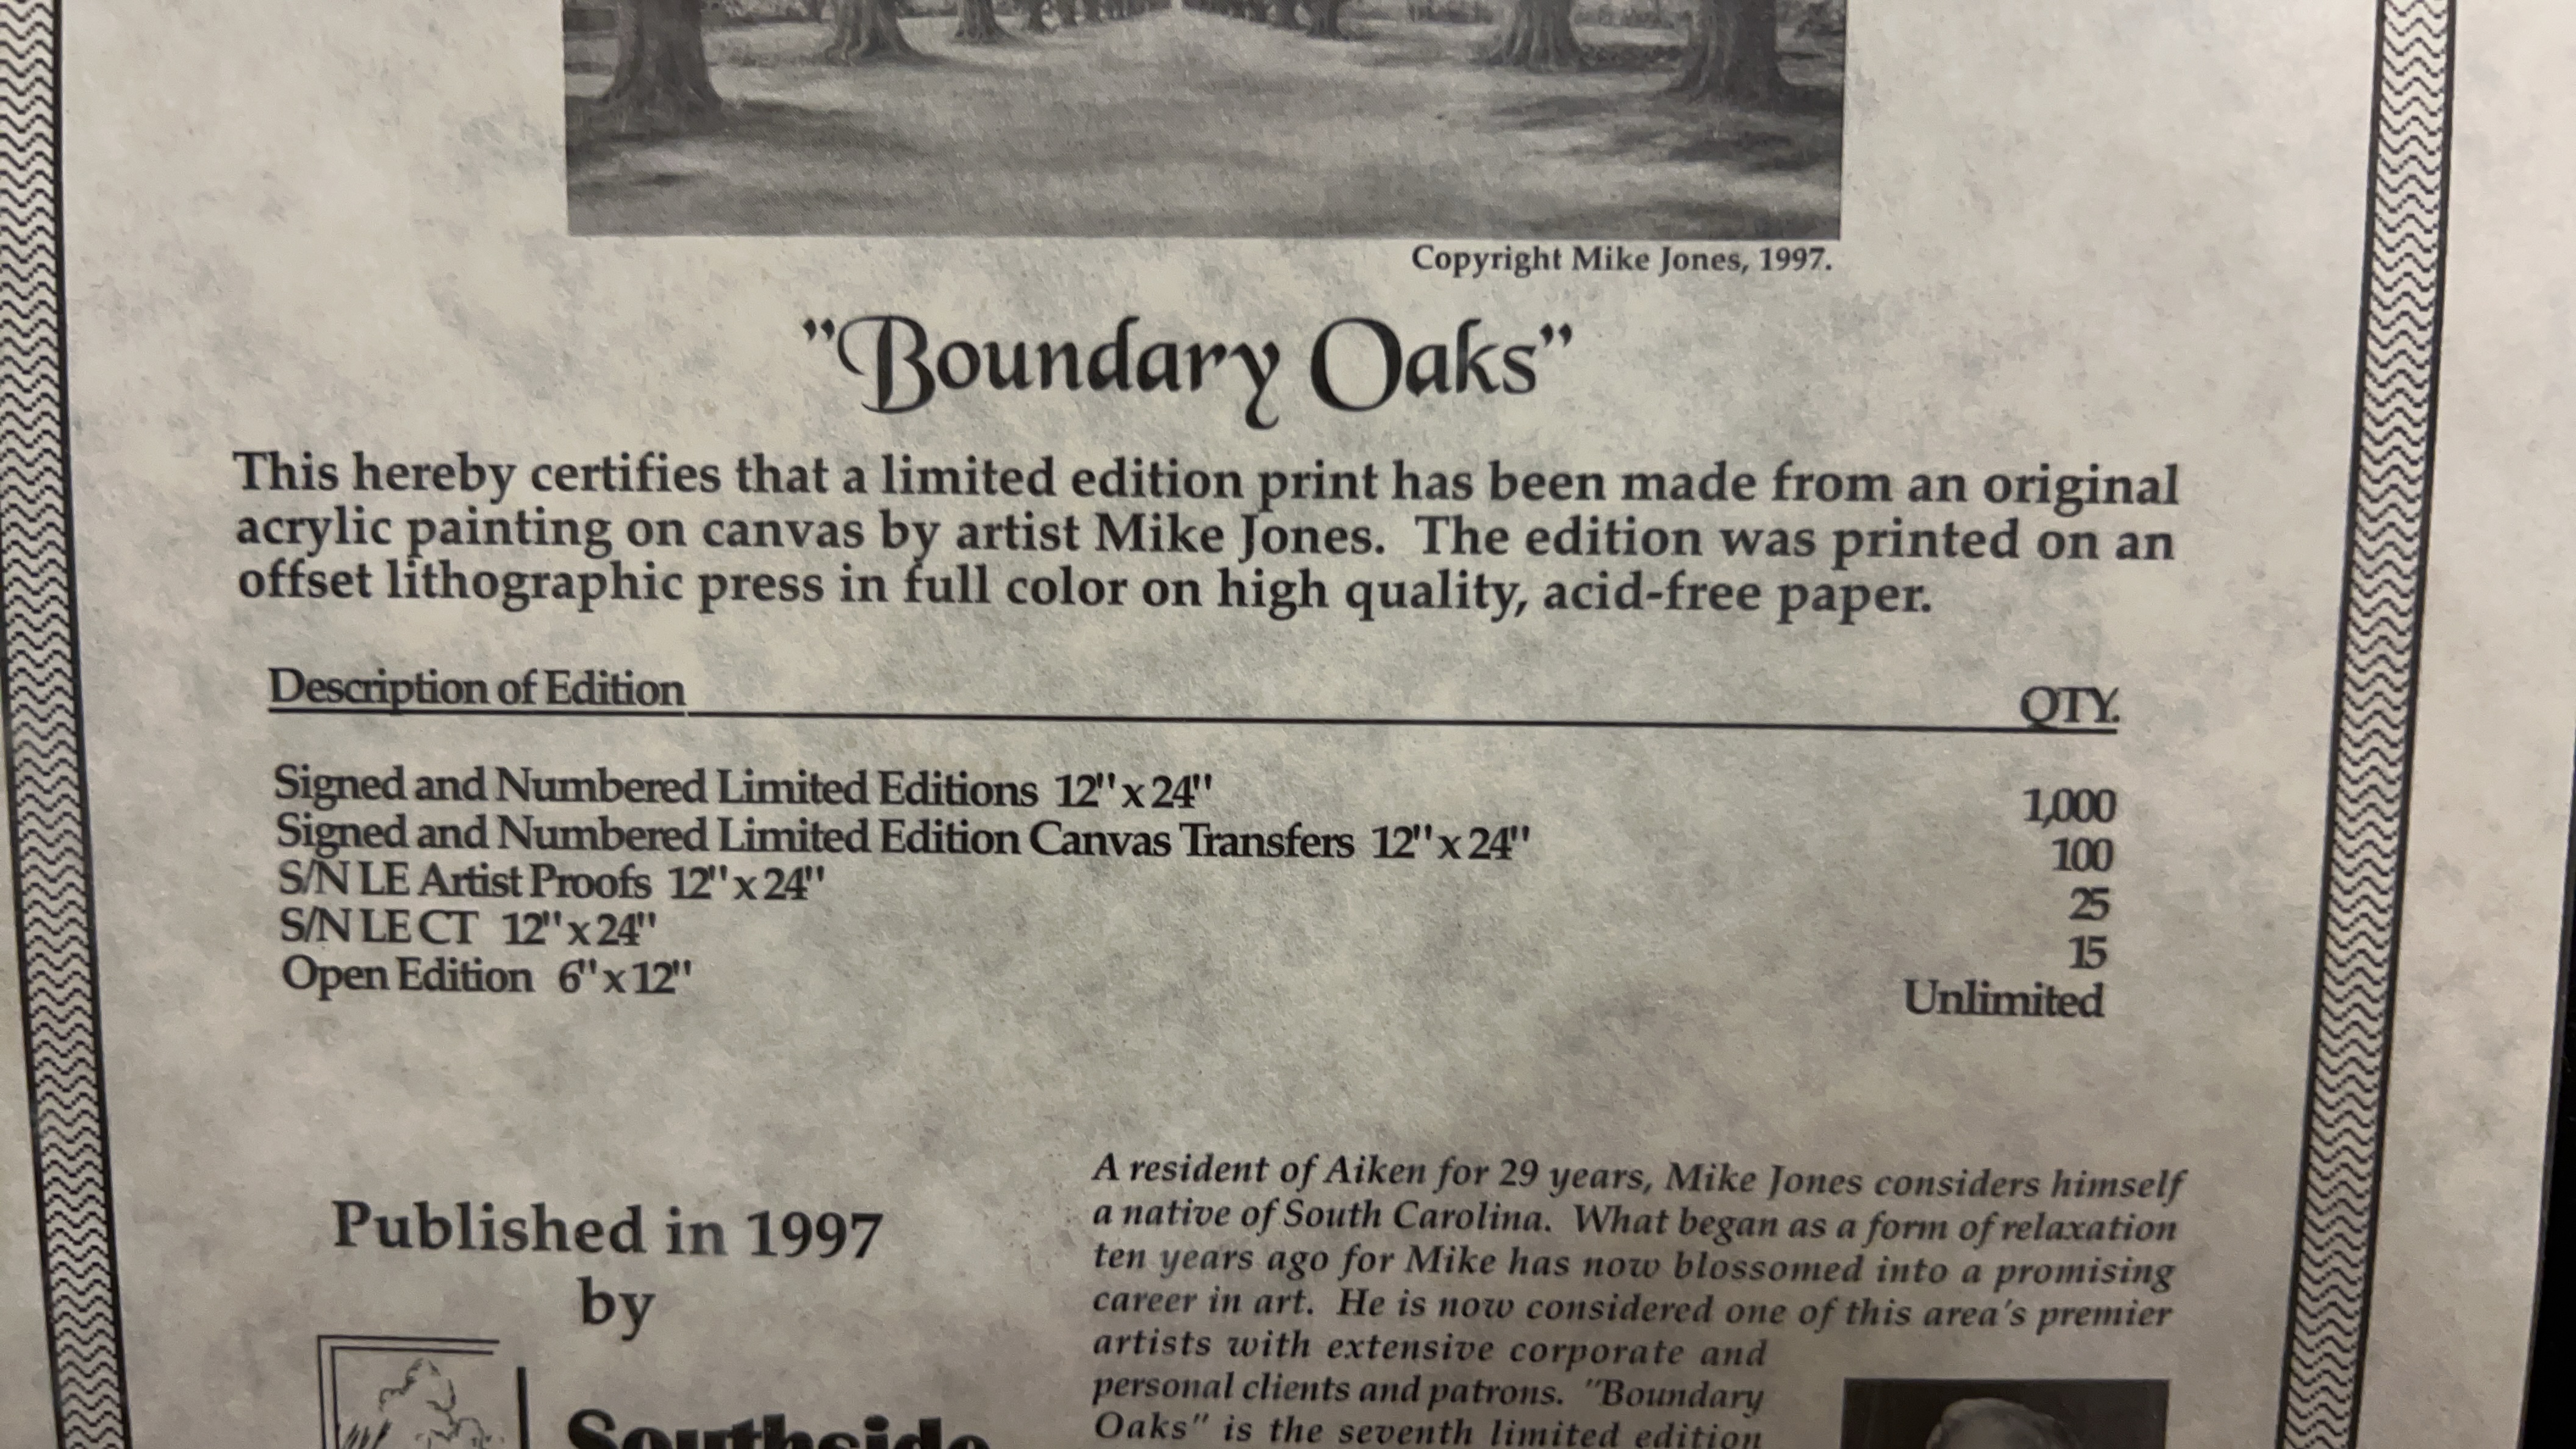 Copyright Mike Jones, 1997.
"Boundary Oaks"
This hereby certifies that a limited edition print has been made from an original
acrylic painting on canvas by artist Mike Jones. The edition was printed on an
offset lithographic press in full color on high quality, acid-free paper.
Description of Edition QTY.
Signed and Numbered Limited Editions 12" x 24" 1,000
Signed and Numbered Limited Edition Canvas Transfers 12" x 24" 100
S/N LE Artist Proofs 12" x 24" 25
S/N LE CT 12" x 24" 15
Open Edition 6" x 12" Unlimited
Published in 1997
by
Southside
A resident of Aiken for 29 years, Mike Jones considers himself
a native of South Carolina. What began as a form of relaxation
ten years ago for Mike has now blossomed into a promising
career in art. He is now considered one of this area's premier
artists with extensive corporate and
personal clients and patrons. "Boundary
Oaks" is the seventh limited edition